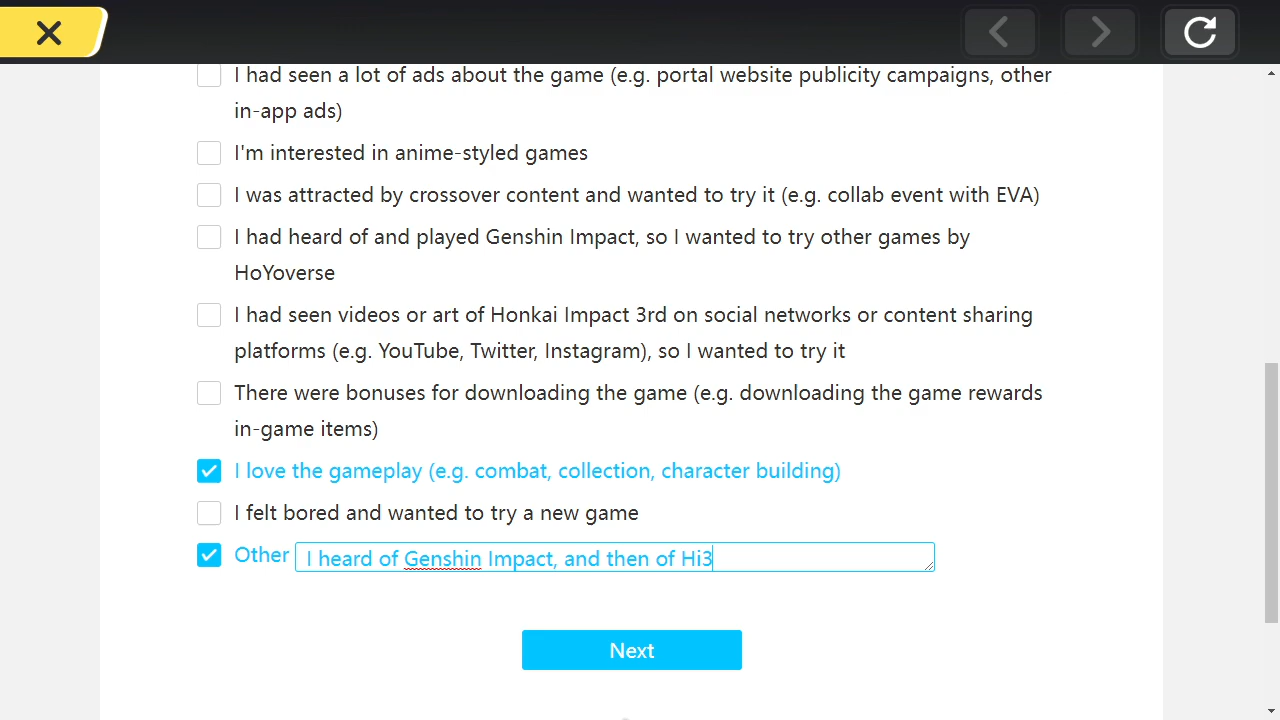 I had seen a lot of ads about the game (e.g. portal website publicity campaigns, other
in-app ads)
I'm interested in anime-styled games
I was attracted by crossover content and wanted to try it (e.g. collab event with EVA)
I had heard of and played Genshin Impact, so I wanted to try other games by
HoYoverse
I had seen videos or art of Honkai Impact 3rd on social networks or content sharing
platforms (e.g. YouTube, Twitter, Instagram), so I wanted to try it
There were bonuses for downloading the game (e.g. downloading the game rewards
in-game items)
I love the gameplay (e.g. combat, collection, character building)
I felt bored and wanted to try a new game
Other I heard of Genshin Impact, and then of Hi3
Next